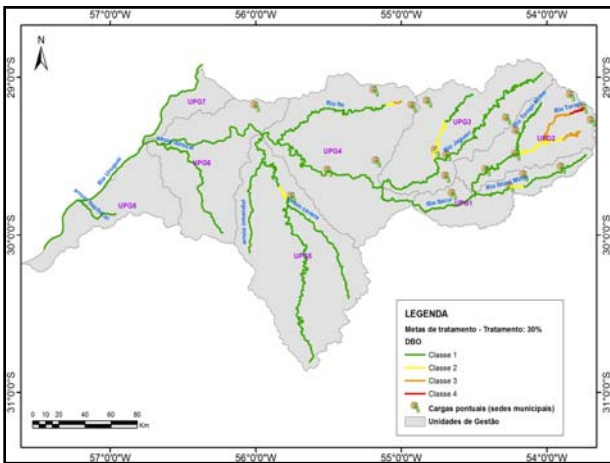 57°0'0"O 56°0'0"O 55°0'0"O 54°0'0"O
N
29°0'0"S
29°0'0"S
UPG7
Rio Itu
UPG3
Rio Jaguari
UPG2
UPG4
UPG6
Rio Uruguai
UPG8
UPG1
30°0'0"S
30°0'0"S
UPG5
31°0'0"S
31°0'0"S
LEGENDA
Metas de tratamento - Tratamento: 30%
DBO
Classe 1
Classe 2
Classe 3
Classe 4
Cargas pontuais (sedes municipais)
Unidades de Gestão
0 10 20 40 60 80
Km
57°0'0"O 56°0'0"O 55°0'0"O 54°0'0"O